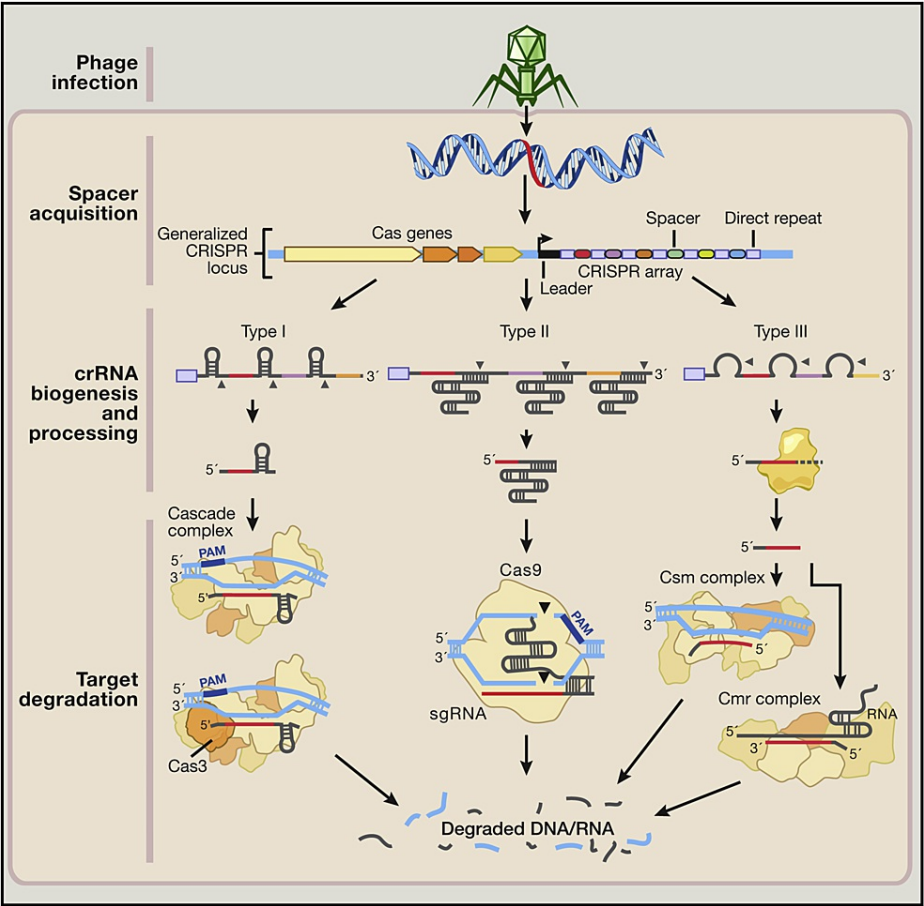 Phage
infection
Spacer
acquisition
Generalized
CRISPR
locus
Cas genes
Spacer
Direct repeat
CRISPR array
Leader
crRNA
biogenesis
and
processing
Type I
Type II
Type III
3′
3′
3′
5′
5′
5′
5′
Target
degradation
Cascade
complex
PAM
5′
3′
5′
PAM
5′
3′
5′
Cas3
Cas9
PAM
5′
3′
sgRNA
Csm complex
5′
3′
5′
Cmr complex
RNA
5′
3′
5′
Degraded DNA/RNA